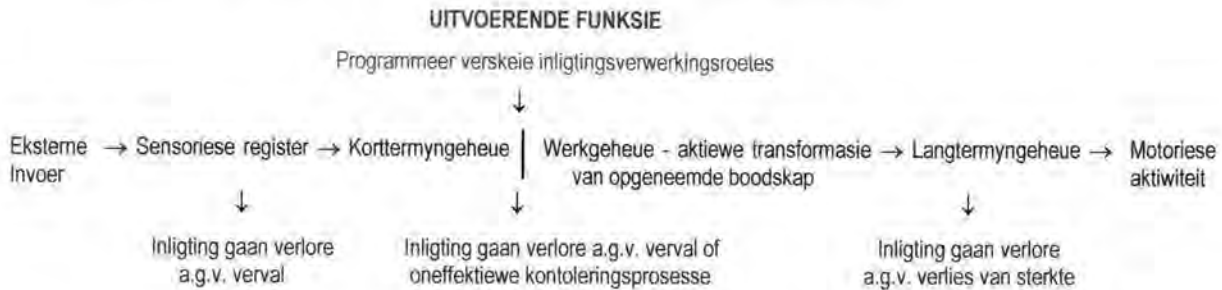 UITVOERENDE FUNKSIE
Programmeer verskeie inligtingsverwerkingsroetes
↓
Eksterne → Sensoriese register → Korttermyngeheue | Werkgeheue - aktiewe transformasie → Langtermyngeheue → Motoriese
Invoer van opgeneemde boodskap aktiwiteit
↓ ↓ ↓
Inligting gaan verlore Inligting gaan verlore a.g.v. verval of Inligting gaan verlore
a.g.v. verval oneffektiewe kontoleringsprosesse a.g.v. verlies van sterkte